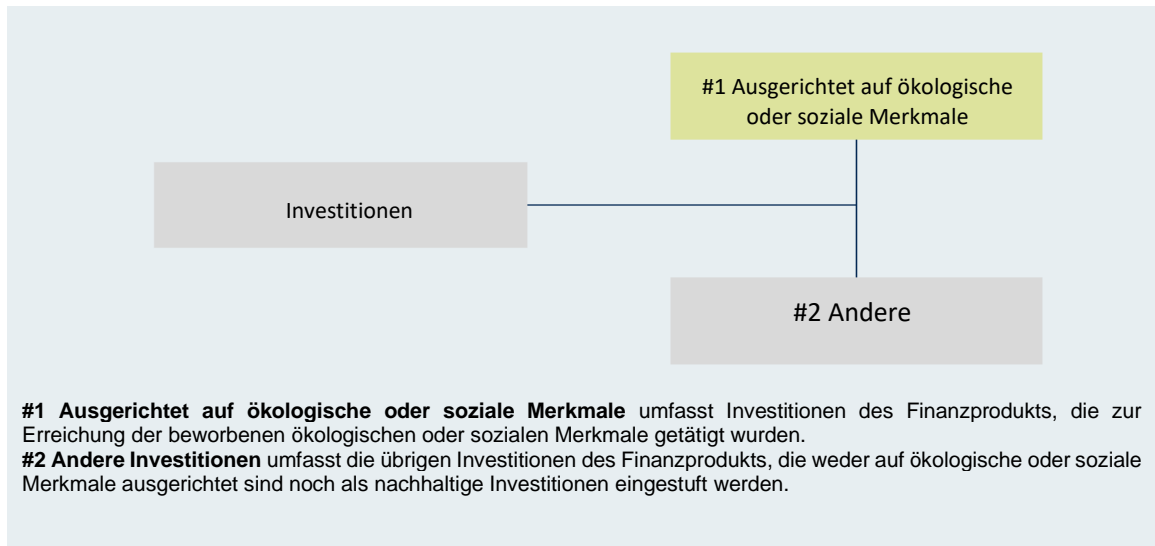 #1 Ausgerichtet auf ökologische
oder soziale Merkmale
Investitionen
#2 Andere
#1 Ausgerichtet auf ökologische oder soziale Merkmale umfasst Investitionen des Finanzprodukts, die zur
Erreichung der beworbenen ökologischen oder sozialen Merkmale getätigt wurden.
#2 Andere Investitionen umfasst die übrigen Investitionen des Finanzprodukts, die weder auf ökologische oder soziale
Merkmale ausgerichtet sind noch als nachhaltige Investitionen eingestuft werden.